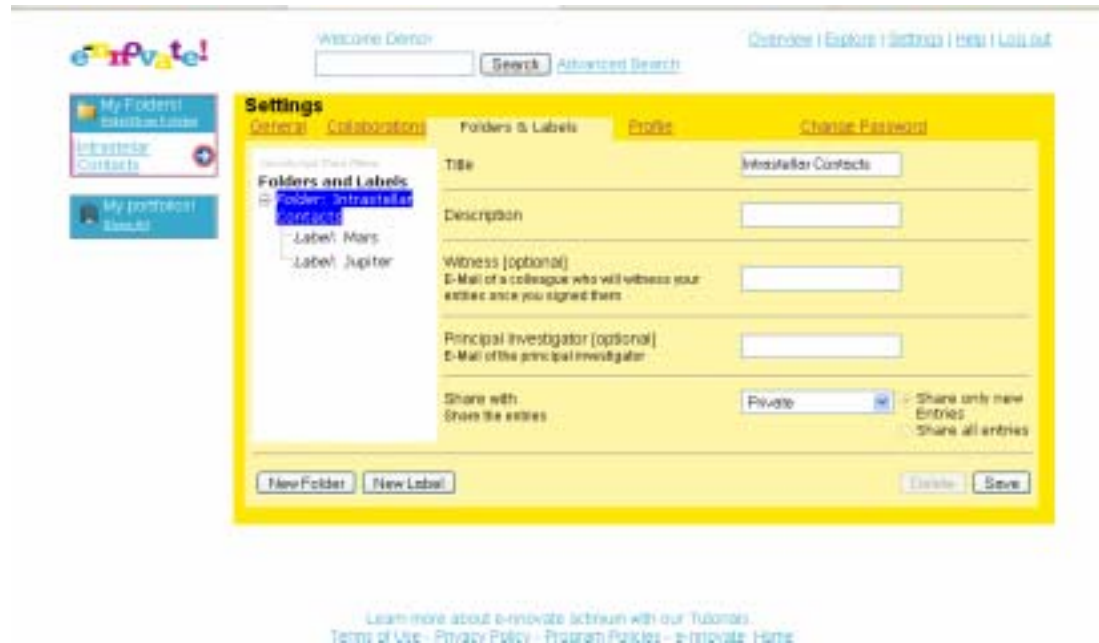 e-nnovate!
Welcome Demo
Overview | Explore | Settings | Help | Log out
Search
Advanced Search
My Folders!
Intrastellar
Contacts
My portfolios!
Show All
Settings
General
Collaborations
Folders & Labels
Profile
Change Password
Folders and Labels
Folder: Intrastellar
Contacts
Label: Mars
Label: Jupiter
Title
Intrastellar Contacts
Description
Witness [optional]
E-Mail of a colleague who will witness your
entries once you signed them
Principal Investigator [optional]
E-Mail of the principal investigator
Share with
Share the entries
Private
Share only new
Entries
Share all entries
New Folder
New Label
Delete
Save
Learn more about e-nnovate actinium with our Tutorials.
Terms of Use - Privacy Policy - Program Policies - e-nnovate Home